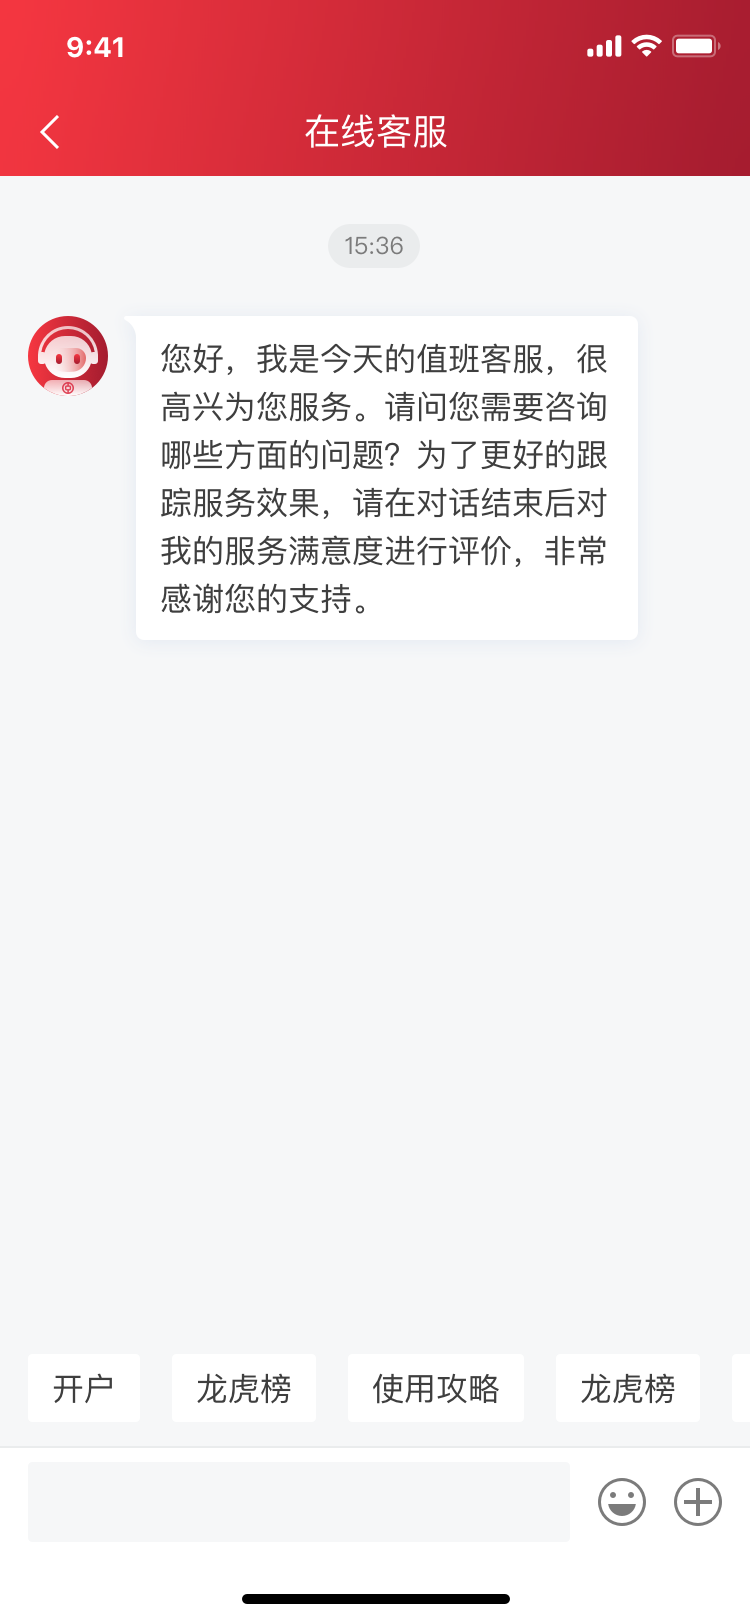 9:41
在线客服
15:36
您好，我是今天的值班客服，很
高兴为您服务。请问您需要咨询
哪些方面的问题？为了更好的跟
踪服务效果，请在对话结束后对
我的服务满意度进行评价，非常
感谢您的支持。
开户
龙虎榜
使用攻略
龙虎榜